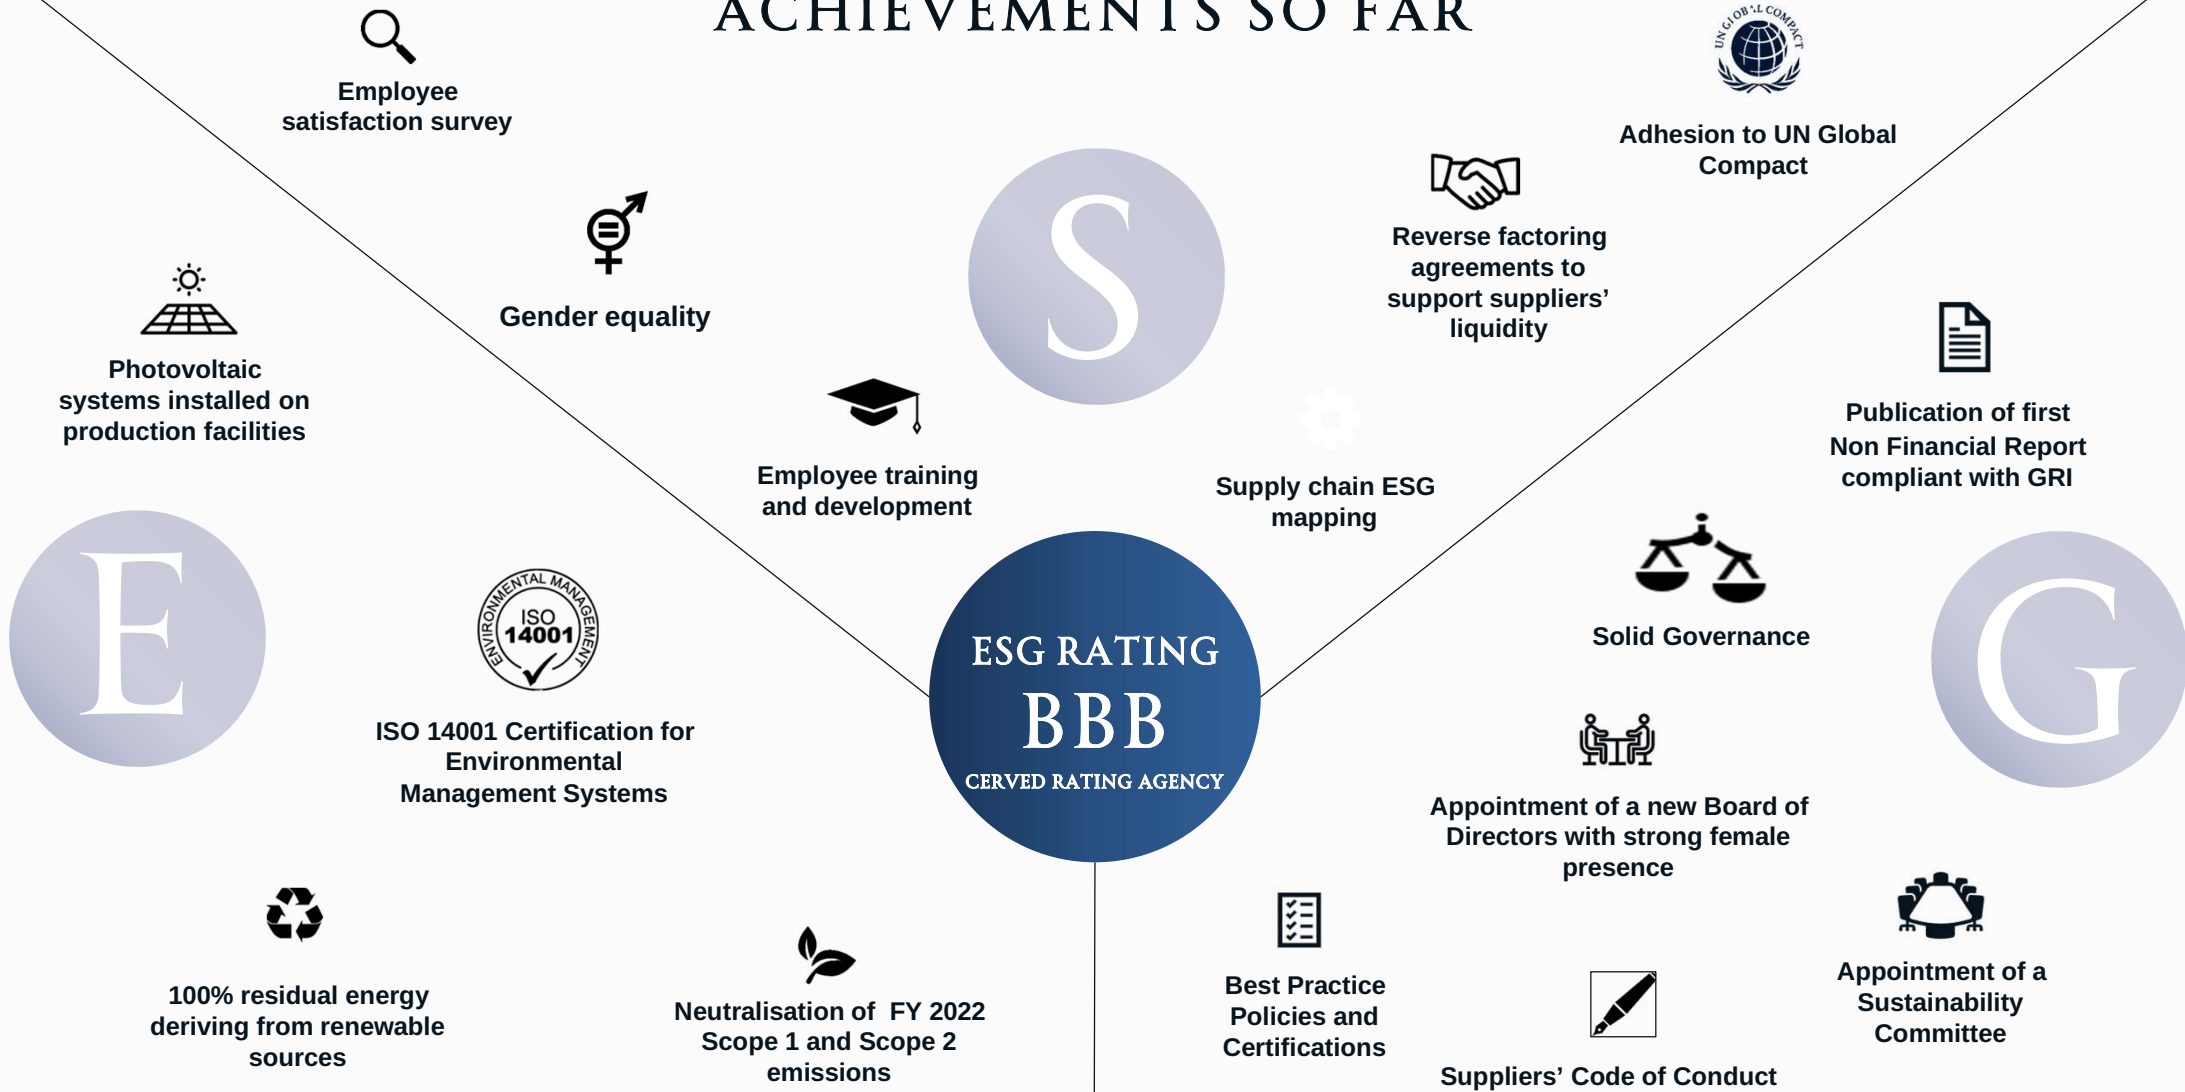 ACHIEVEMENTS SO FAR
Employee
satisfaction survey
Gender equality
Employee training
and development
S
UN GLOBAL COMPACT
Adhesion to UN Global
Compact
Reverse factoring
agreements to
support suppliers’
liquidity
Supply chain ESG
mapping
Photovoltaic
systems installed on
production facilities
E
ENVIRONMENTAL MANAGEMENT
ISO
14001
ISO 14001 Certification for
Environmental
Management Systems
100% residual energy
deriving from renewable
sources
Neutralisation of FY 2022
Scope 1 and Scope 2
emissions
ESG RATING
BBB
CERVED RATING AGENCY
Publication of first
Non Financial Report
compliant with GRI
Solid Governance
G
Appointment of a new Board of
Directors with strong female
presence
Best Practice
Policies and
Certifications
Suppliers’ Code of Conduct
Appointment of a
Sustainability
Committee